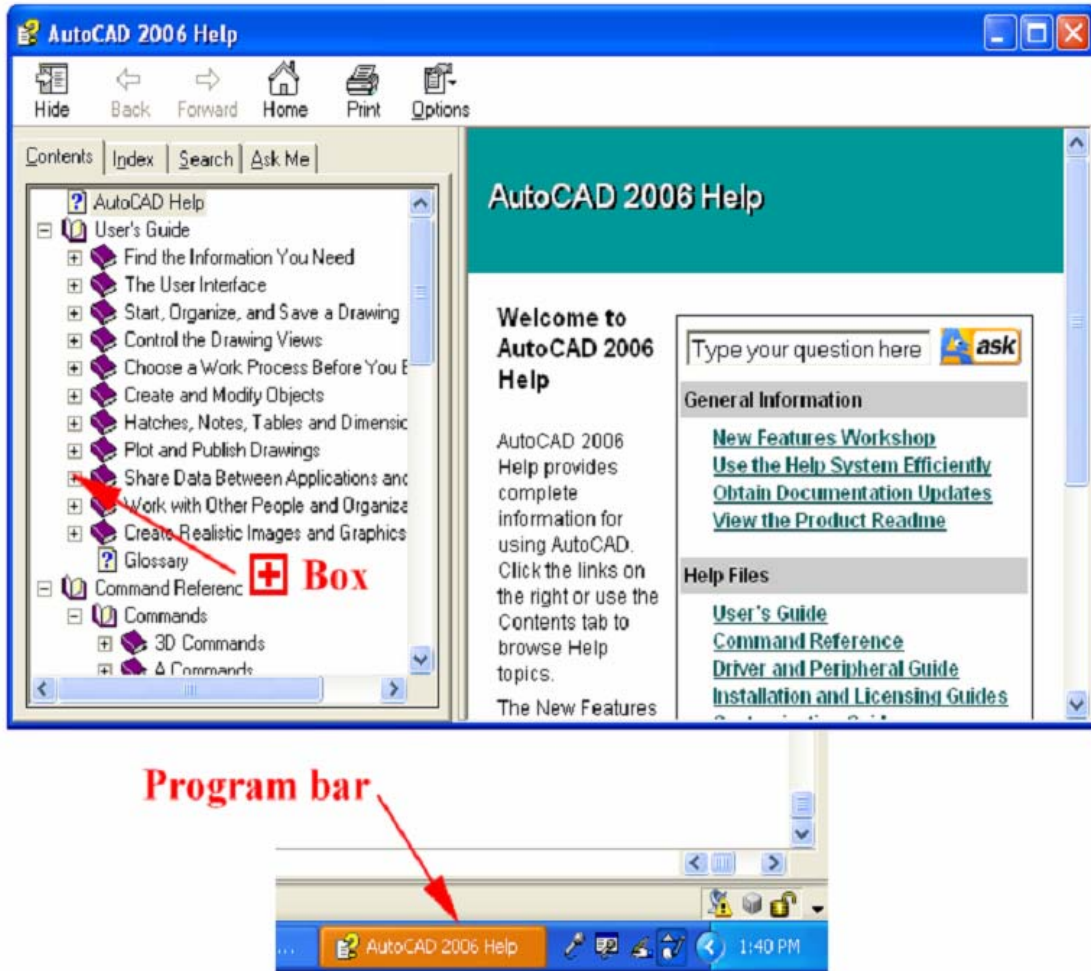 AutoCAD 2006 Help
Hide Back Forward Home Print Options
Contents Index Search Ask Me
AutoCAD Help
User's Guide
Find the Information You Need
The User Interface
Start, Organize, and Save a Drawing
Control the Drawing Views
Choose a Work Process Before You
Create and Modify Objects
Hatches, Notes, Tables and Dimensic
Plot and Publish Drawings
Share Data Between Applications and
Work with Other People and Organiza
Create Realistic Images and Graphics
Glossary
Box
Command Referenc
Commands
3D Commands
A Commands
AutoCAD 2006 Help
Welcome to
AutoCAD 2006
Help
AutoCAD 2006
Help provides
complete
information for
using AutoCAD.
Click the links on
the right or use the
Contents tab to
browse Help
topics.
The New Features
Type your question here ask
General Information
New Features Workshop
Use the Help System Efficiently
Obtain Documentation Updates
View the Product Readme
Help Files
User's Guide
Command Reference
Driver and Peripheral Guide
Installation and Licensing Guides
Program bar
... AutoCAD 2006 Help 1:40 PM